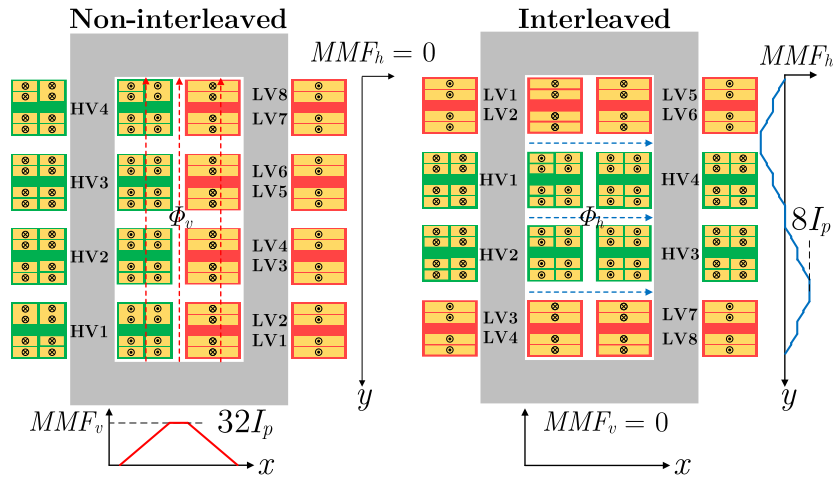 Non-interleaved
Interleaved
MMF_h = 0
MMF_h
HV4
LV8
LV7
HV3
LV6
LV5
Φ_v
HV2
LV4
LV3
HV1
LV2
LV1
y
MMF_v
32I_p
x
LV1
LV2
LV5
LV6
HV1
HV4
Φ_h
8I_p
HV2
HV3
LV3
LV4
LV7
LV8
y
MMF_v = 0
x